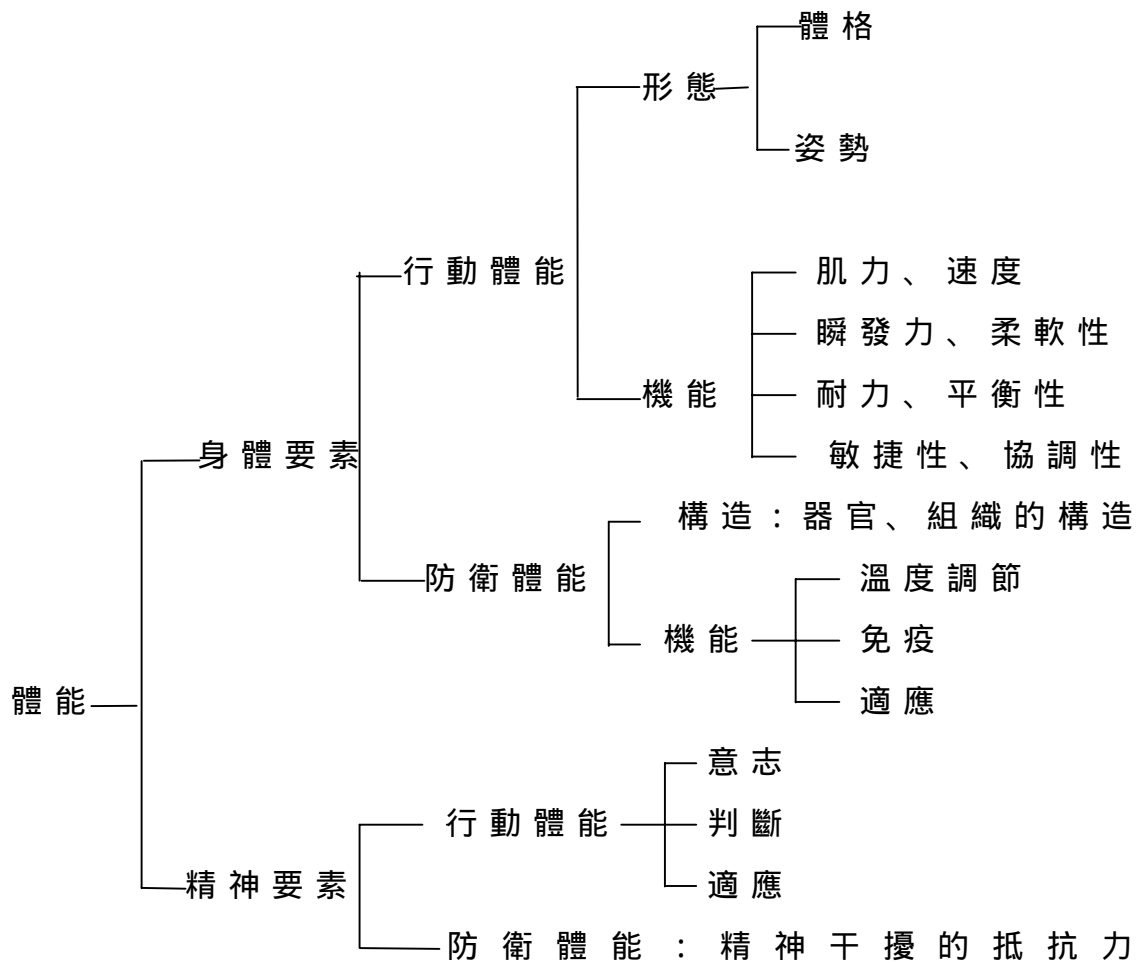 體格
形態
姿勢
行動體能
肌力、速度
瞬發力、柔軟性
機能
耐力、平衡性
身體要素
敏捷性、協調性
構造：器官、組織的構造
防衛體能
溫度調節
機能
免疫
體能
適應
意志
行動體能
判斷
精神要素
適應
防衛體能：精神干擾的抵抗力